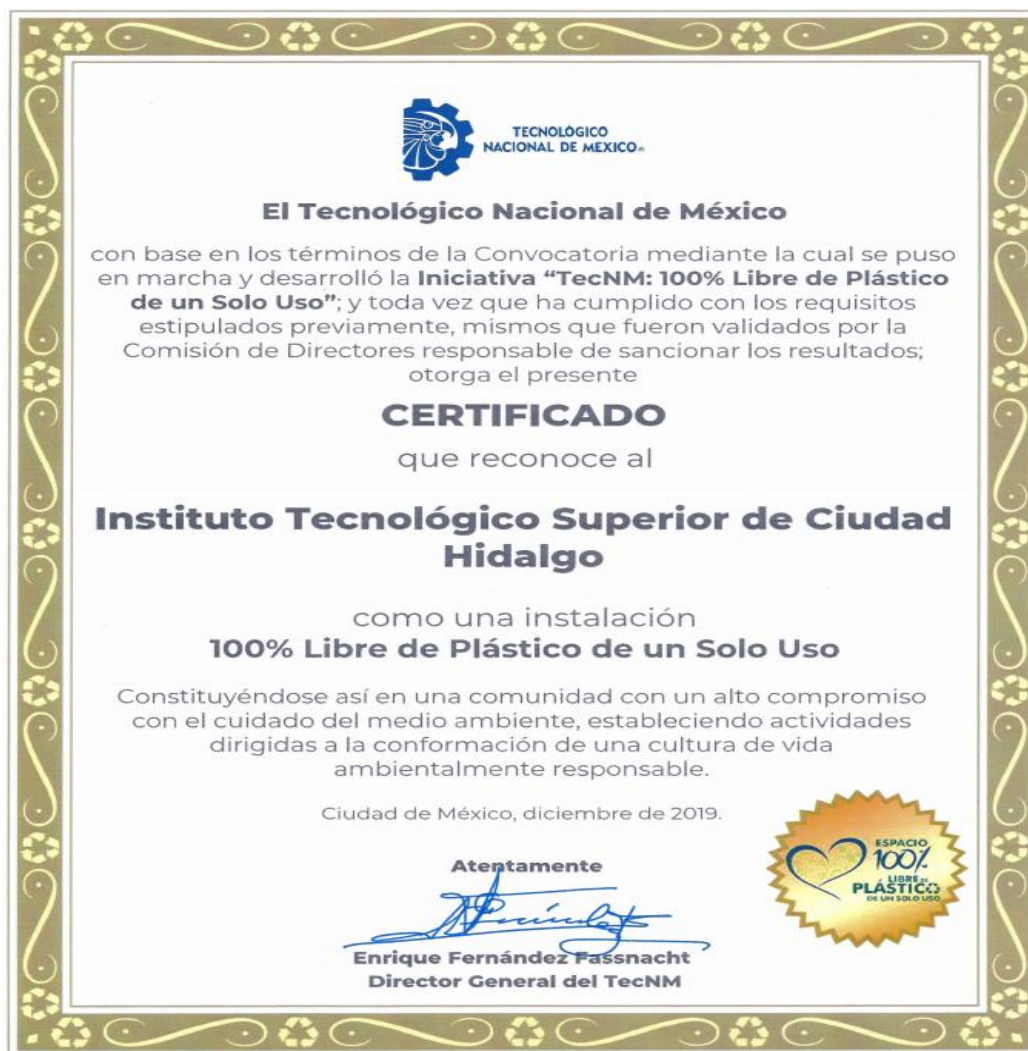 TECNOLÓGICO
NACIONAL DE MÉXICO®
El Tecnológico Nacional de México
con base en los términos de la Convocatoria mediante la cual se puso
en marcha y desarrolló la Iniciativa “TecNM: 100% Libre de Plástico
de un Solo Uso”; y toda vez que ha cumplido con los requisitos
estipulados previamente, mismos que fueron validados por la
Comisión de Directores responsable de sancionar los resultados;
otorga el presente
CERTIFICADO
que reconoce al
Instituto Tecnológico Superior de Ciudad
Hidalgo
como una instalación
100% Libre de Plástico de un Solo Uso
Constituyéndose así en una comunidad con un alto compromiso
con el cuidado del medio ambiente, estableciendo actividades
dirigidas a la conformación de una cultura de vida
ambientalmente responsable.
Ciudad de México, diciembre de 2019.
Atentamente
Enrique Fernández Fassnacht
Director General del TecNM
ESPACIO
100%
LIBRE DE
PLÁSTICO
DE UN SOLO USO